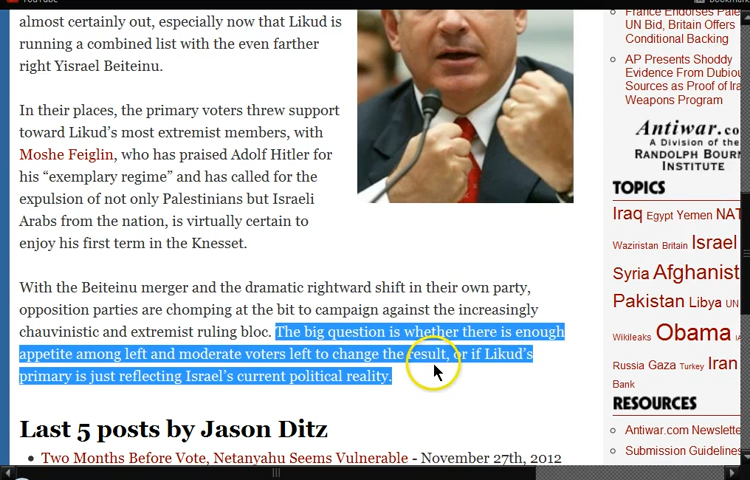 YouTube
almost certainly out, especially now that Likud is
running a combined list with the even farther
right Yisrael Beiteinu.
In their places, the primary voters threw support
toward Likud's most extremist members, with
Moshe Feiglin, who has praised Adolf Hitler for
his “exemplary regime” and has called for the
expulsion of not only Palestinians but Israeli
Arabs from the nation, is virtually certain to
enjoy his first term in the Knesset.
With the Beiteinu merger and the dramatic rightward shift in their own party,
opposition parties are chomping at the bit to campaign against the increasingly
chauvinistic and extremist ruling bloc. The big question is whether there is enough
appetite among left and moderate voters left to change the result, or if Likud's
primary is just reflecting Israel's current political reality.
Last 5 posts by Jason Ditz
• Two Months Before Vote, Netanyahu Seems Vulnerable - November 27th, 2012
Bookmar
France Endorses Pale
UN Bid, Britain Offers
Conditional Backing
AP Presents Shoddy
Evidence From Dubiou
Sources as Proof of Ira
Weapons Program
Antiwar.co
A Division of the
RANDOLPH BOURN
INSTITUTE
TOPICS
Iraq Egypt Yemen NAT
Waziristan Britain Israel
Syria Afghanist
Pakistan Libya UN
Wikileaks Obama IA
Russia Gaza Turkey Iran
Bank
RESOURCES
Antiwar.com Newslette
Submission Guidelines